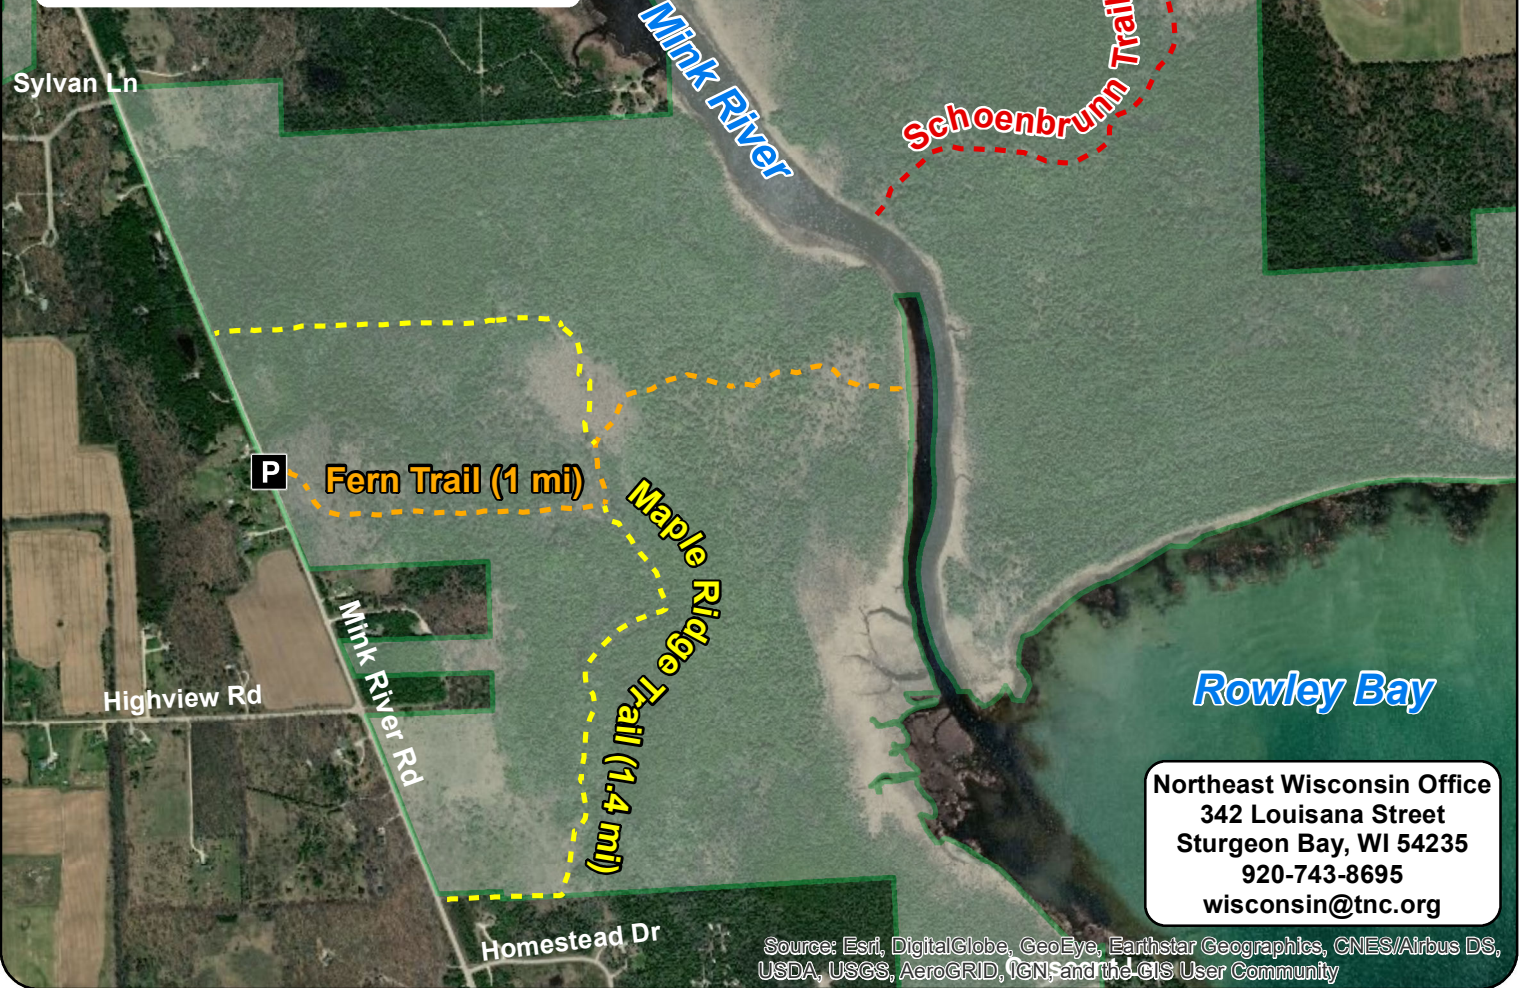 Sylvan Ln
Mink River
Schoenbrunn Trail
P
Fern Trail (1 mi)
Maple Ridge Trail (1.4 mi)
Mink River Rd
Highview Rd
Rowley Bay
Northeast Wisconsin Office
342 Louisana Street
Sturgeon Bay, WI 54235
920-743-8695
wisconsin@tnc.org
Homestead Dr
Source: Esri, DigitalGlobe, GeoEye, Earthstar Geographics, CNES/Airbus DS,
USDA, USGS, AeroGRID, IGN, and the GIS User Community